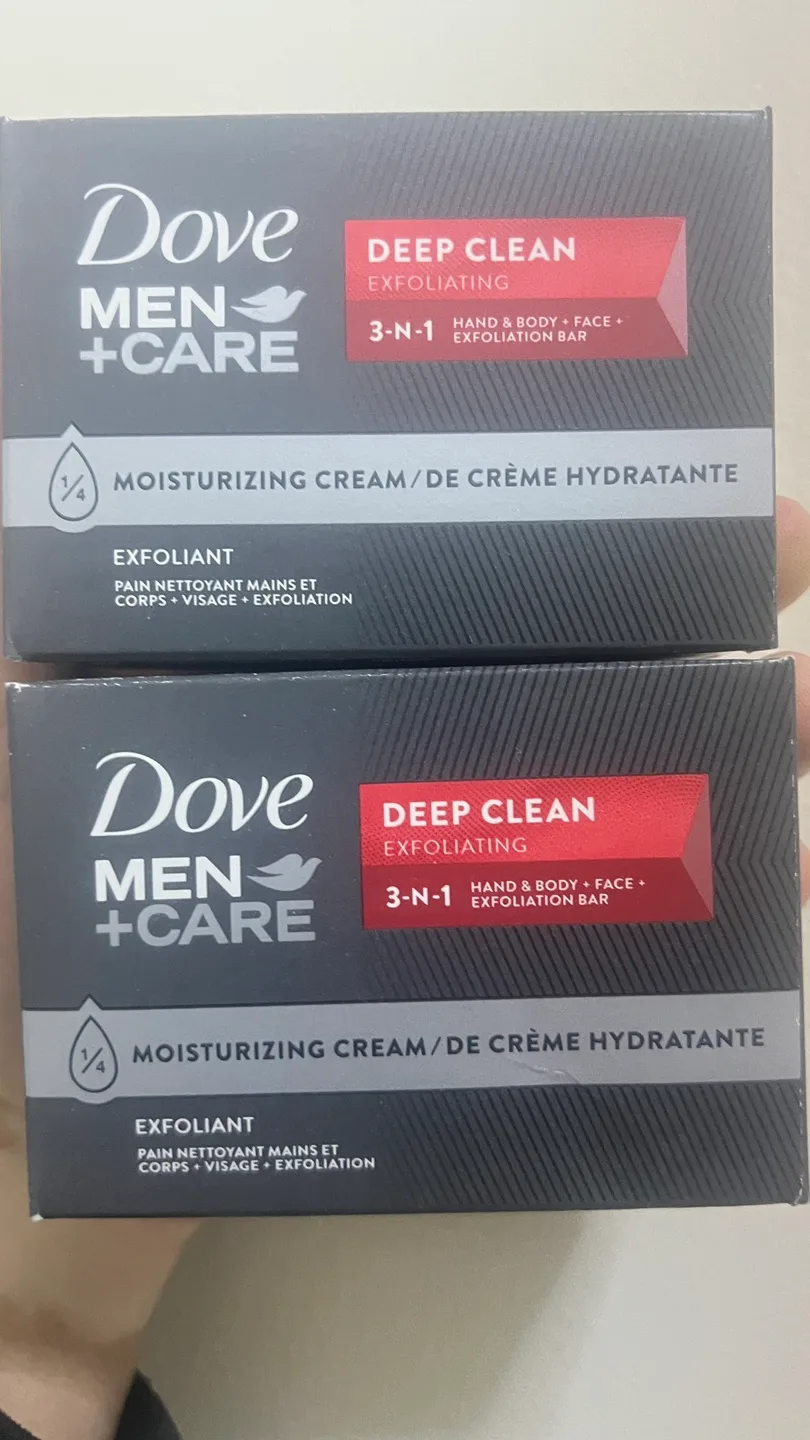 Dove
MEN
+CARE
DEEP CLEAN
EXFOLIATING
3-N-1 HAND & BODY + FACE +
EXFOLIATION BAR
1/4 MOISTURIZING CREAM/DE CRÈME HYDRATANTE
EXFOLIANT
PAIN NETTOYANT MAINS ET
CORPS + VISAGE + EXFOLIATION
Dove
MEN
+CARE
DEEP CLEAN
EXFOLIATING
3-N-1 HAND & BODY + FACE +
EXFOLIATION BAR
1/4 MOISTURIZING CREAM/DE CRÈME HYDRATANTE
EXFOLIANT
PAIN NETTOYANT MAINS ET
CORPS + VISAGE + EXFOLIATION